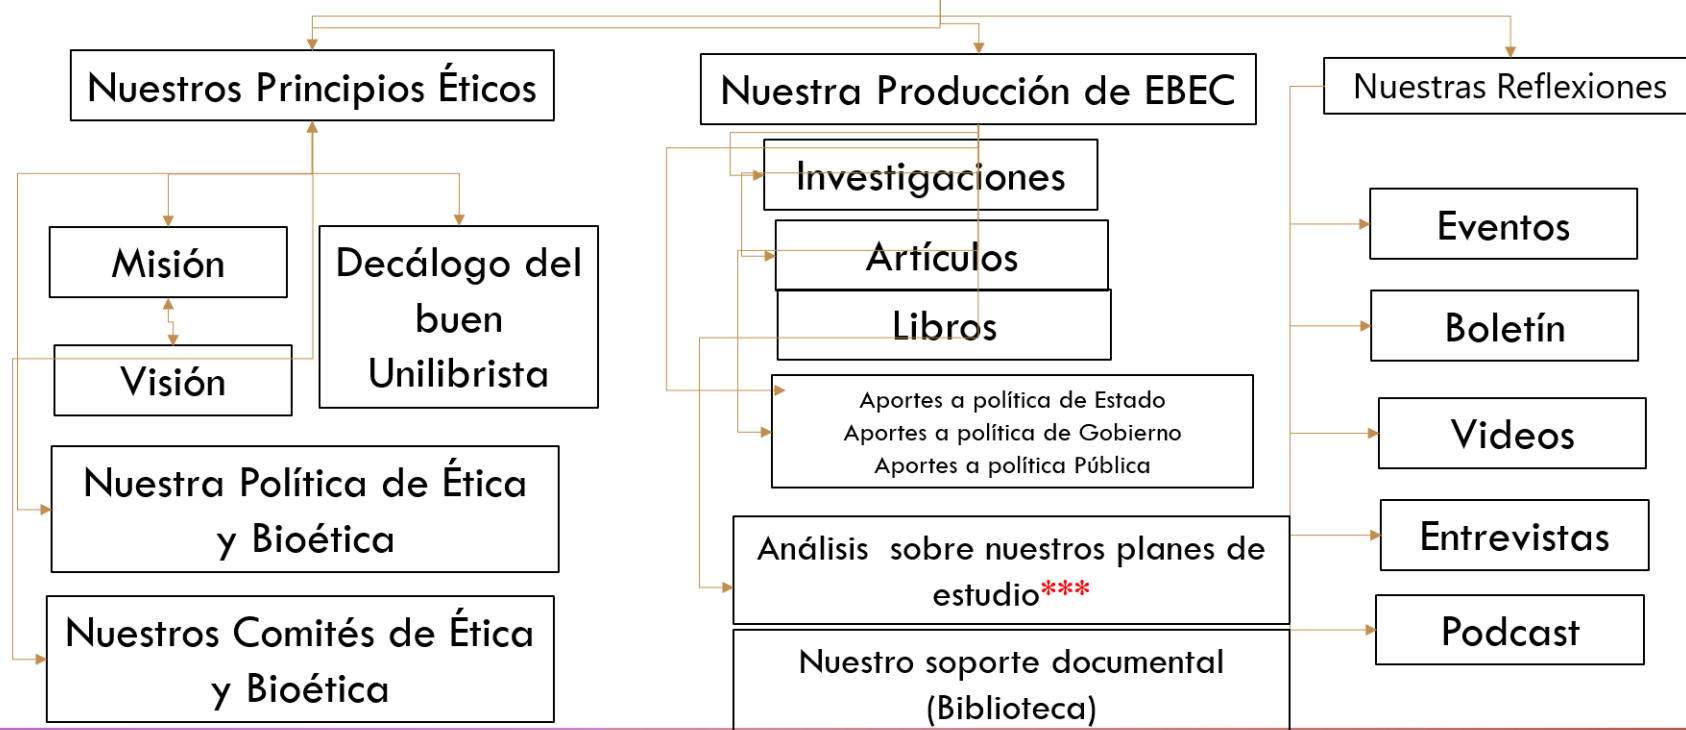 Nuestros Principios Éticos
Misión
Visión
Decálogo del
buen
Unilibrista
Nuestra Política de Ética
y Bioética
Nuestros Comités de Ética
y Bioética
Nuestra Producción de EBEC
Investigaciones
Artículos
Libros
Aportes a política de Estado
Aportes a política de Gobierno
Aportes a política Pública
Análisis sobre nuestros planes de
estudio***
Nuestro soporte documental
(Biblioteca)
Nuestras Reflexiones
Eventos
Boletín
Videos
Entrevistas
Podcast